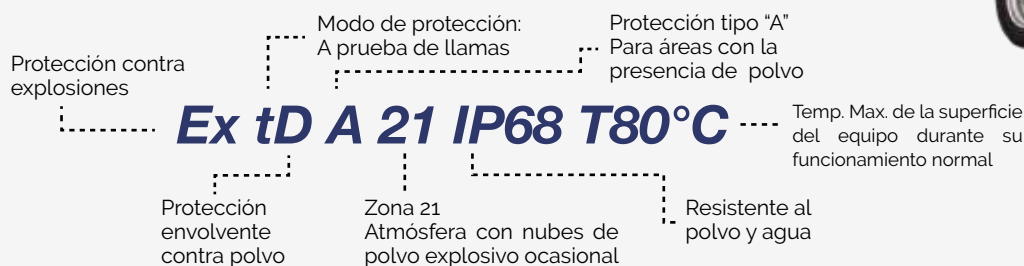 Modo de protección:
A prueba de llamas
Protección tipo “A”
Para áreas con la
presencia de polvo
Protección contra
explosiones
Ex tD A 21 IP68 T80°C
Temp. Max. de la superficie
del equipo durante su
funcionamiento normal
Protección
envolvente
contra polvo
Zona 21
Atmósfera con nubes de
polvo explosivo ocasional
Resistente al
polvo y agua